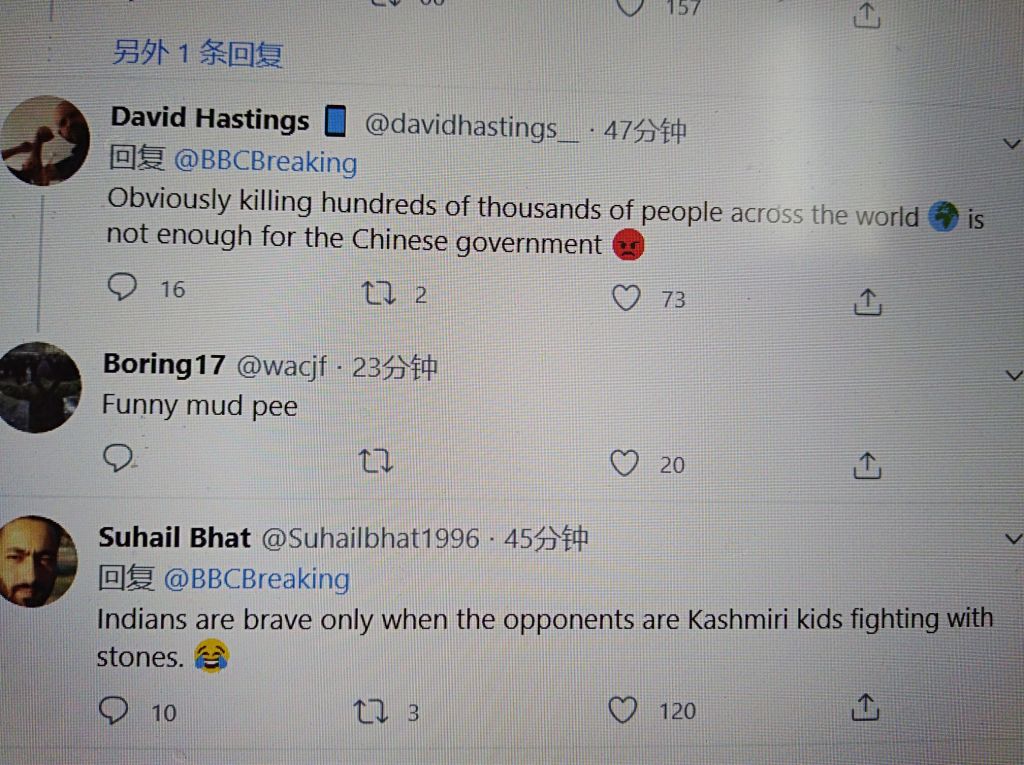 157
另外 1 条回复
David Hastings @davidhastings__ · 47分钟
回复 @BBCBreaking
Obviously killing hundreds of thousands of people across the world 🌍 is
not enough for the Chinese government 😡
16 2 73
Boring17 @wacjf · 23分钟
Funny mud pee
20
Suhail Bhat @Suhailbhat1996 · 45分钟
回复 @BBCBreaking
Indians are brave only when the opponents are Kashmiri kids fighting with
stones. 😂
10 3 120